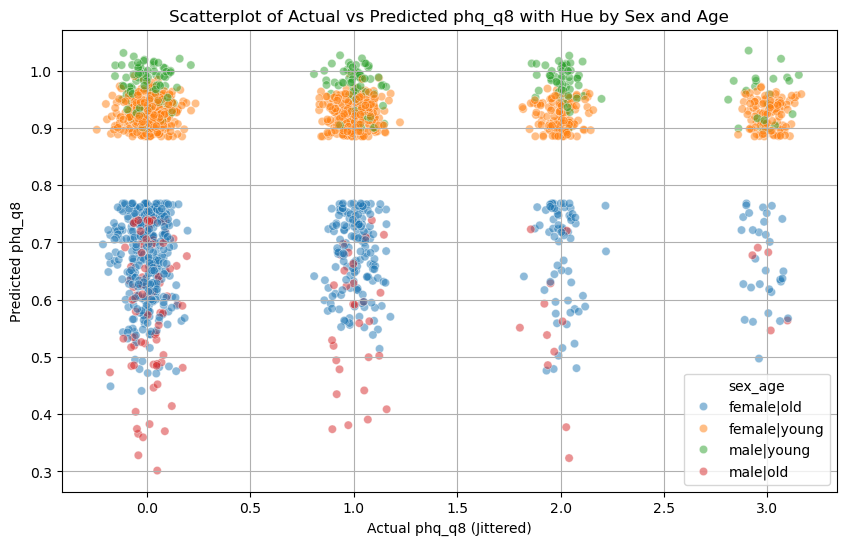 Scatterplot of Actual vs Predicted phq_q8 with Hue by Sex and Age
Predicted phq_q8
1.0
0.9
0.8
0.7
0.6
0.5
0.4
0.3
0.0
0.5
1.0
1.5
2.0
2.5
3.0
Actual phq_q8 (Jittered)
sex_age
female|old
female|young
male|young
male|old